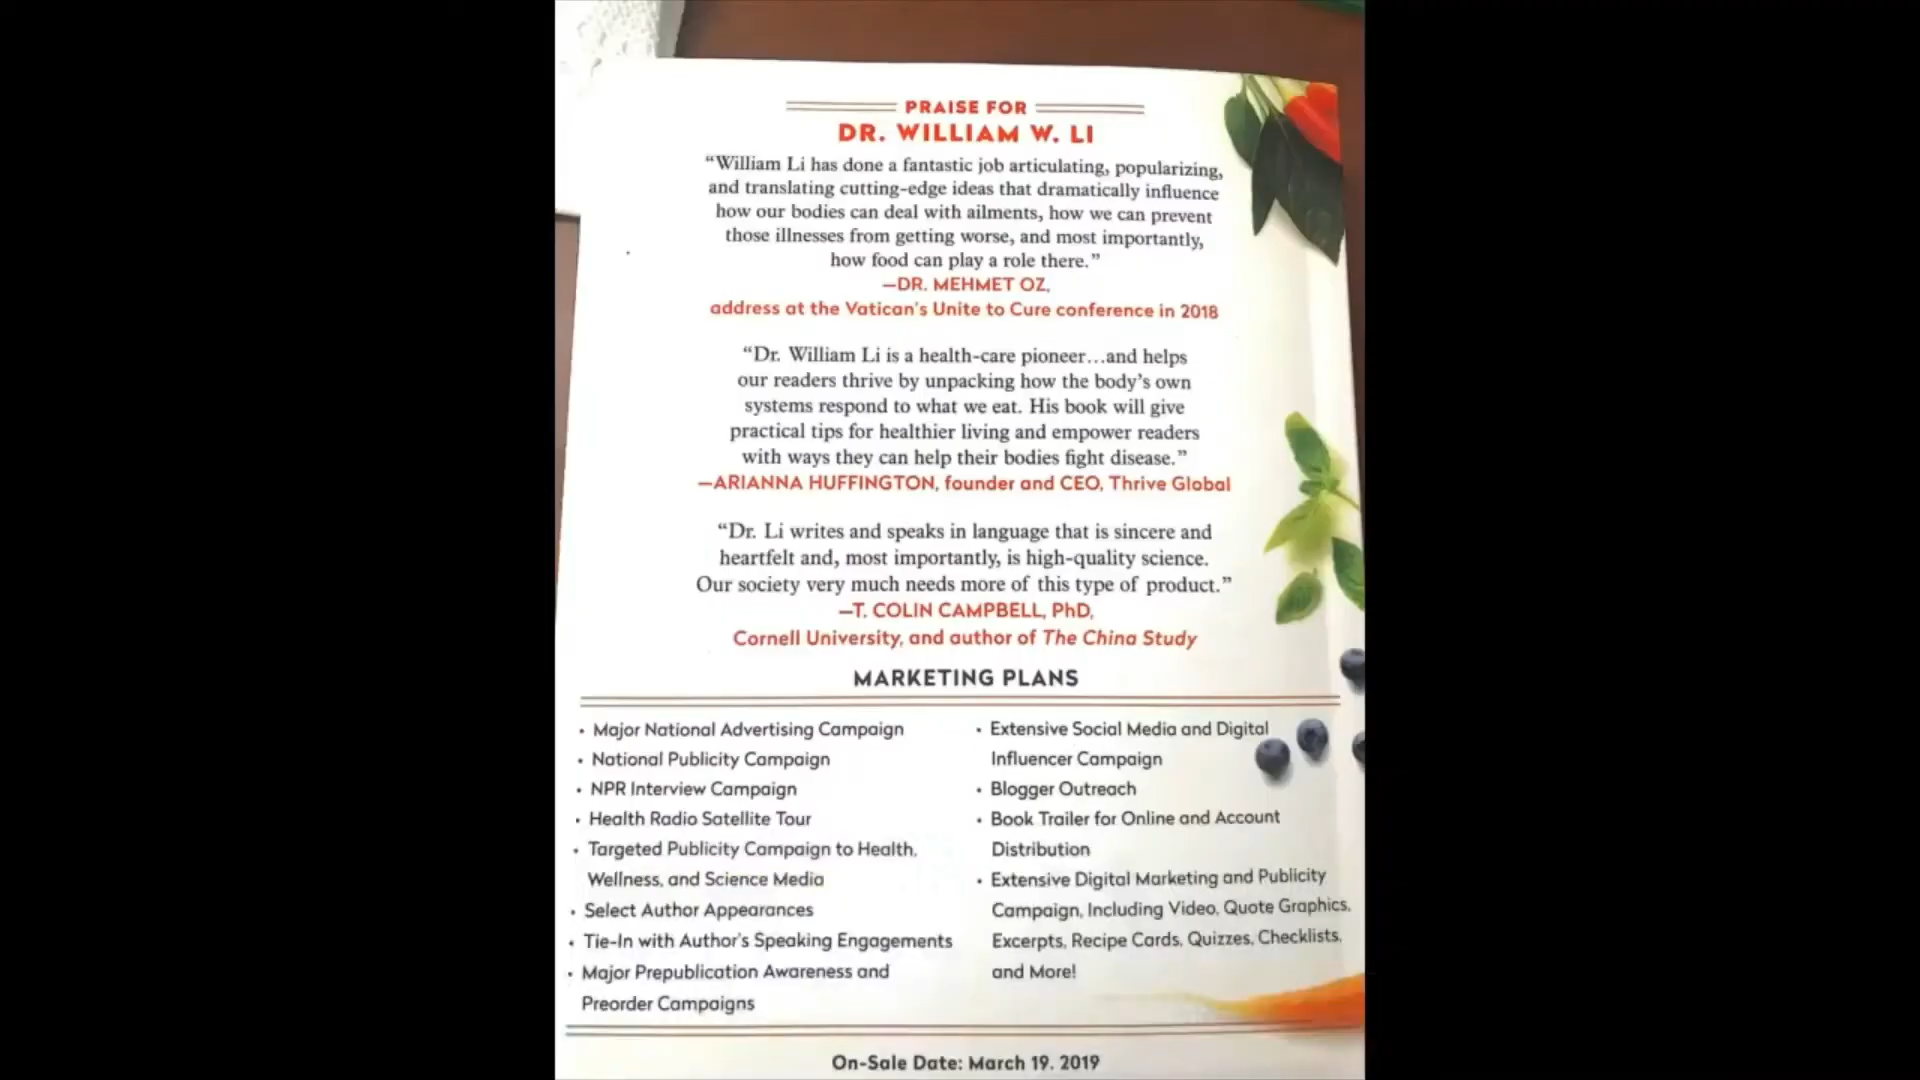 PRAISE FOR
DR. WILLIAM W. LI
“William Li has done a fantastic job articulating, popularizing,
and translating cutting-edge ideas that dramatically influence
how our bodies can deal with ailments, how we can prevent
those illnesses from getting worse, and most importantly,
how food can play a role there.”
—DR. MEHMET OZ,
address at the Vatican's Unite to Cure conference in 2018
“Dr. William Li is a health-care pioneer…and helps
our readers thrive by unpacking how the body’s own
systems respond to what we eat. His book will give
practical tips for healthier living and empower readers
with ways they can help their bodies fight disease.”
—ARIANNA HUFFINGTON, founder and CEO, Thrive Global
“Dr. Li writes and speaks in language that is sincere and
heartfelt and, most importantly, is high-quality science.
Our society very much needs more of this type of product.”
—T. COLIN CAMPBELL, PhD,
Cornell University, and author of The China Study
MARKETING PLANS
• Major National Advertising Campaign
• National Publicity Campaign
• NPR Interview Campaign
• Health Radio Satellite Tour
• Targeted Publicity Campaign to Health,
Wellness, and Science Media
• Select Author Appearances
• Tie-In with Author's Speaking Engagements
• Major Prepublication Awareness and
Preorder Campaigns
• Extensive Social Media and Digital
Influencer Campaign
• Blogger Outreach
• Book Trailer for Online and Account
Distribution
• Extensive Digital Marketing and Publicity
Campaign, Including Video, Quote Graphics,
Excerpts, Recipe Cards, Quizzes, Checklists,
and More!
On-Sale Date: March 19, 2019